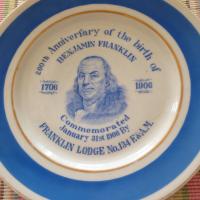 200th Anniversary of the birth of
BENJAMIN FRANKLIN
1706 1906
Commemorated
January 31st 1906 By
FRANKLIN LODGE No. 134 F.&A.M.